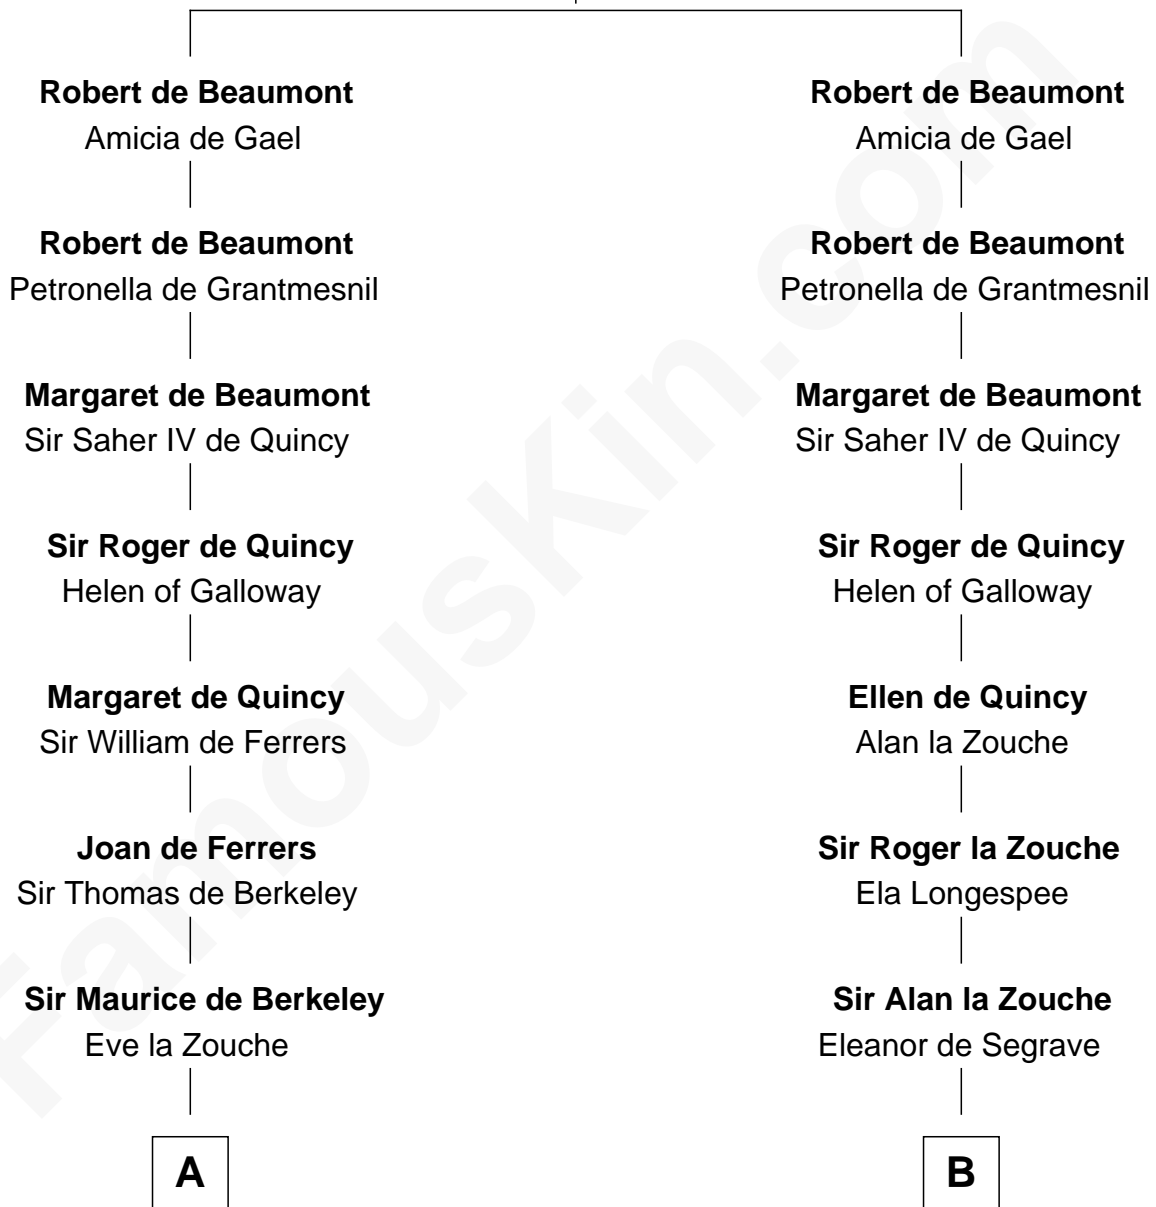 Robert de Beaumont
Amicia de Gael
Robert de Beaumont
Petronella de Grantmesnil
Margaret de Beaumont
Sir Saher IV de Quincy
Sir Roger de Quincy
Helen of Galloway
Margaret de Quincy
Sir William de Ferrers
Joan de Ferrers
Sir Thomas de Berkeley
Sir Maurice de Berkeley
Eve la Zouche
A
Robert de Beaumont
Amicia de Gael
Robert de Beaumont
Petronella de Grantmesnil
Margaret de Beaumont
Sir Saher IV de Quincy
Sir Roger de Quincy
Helen of Galloway
Ellen de Quincy
Alan la Zouche
Sir Roger la Zouche
Ela Longespee
Sir Alan la Zouche
Eleanor de Segrave
B
FamousKin.com